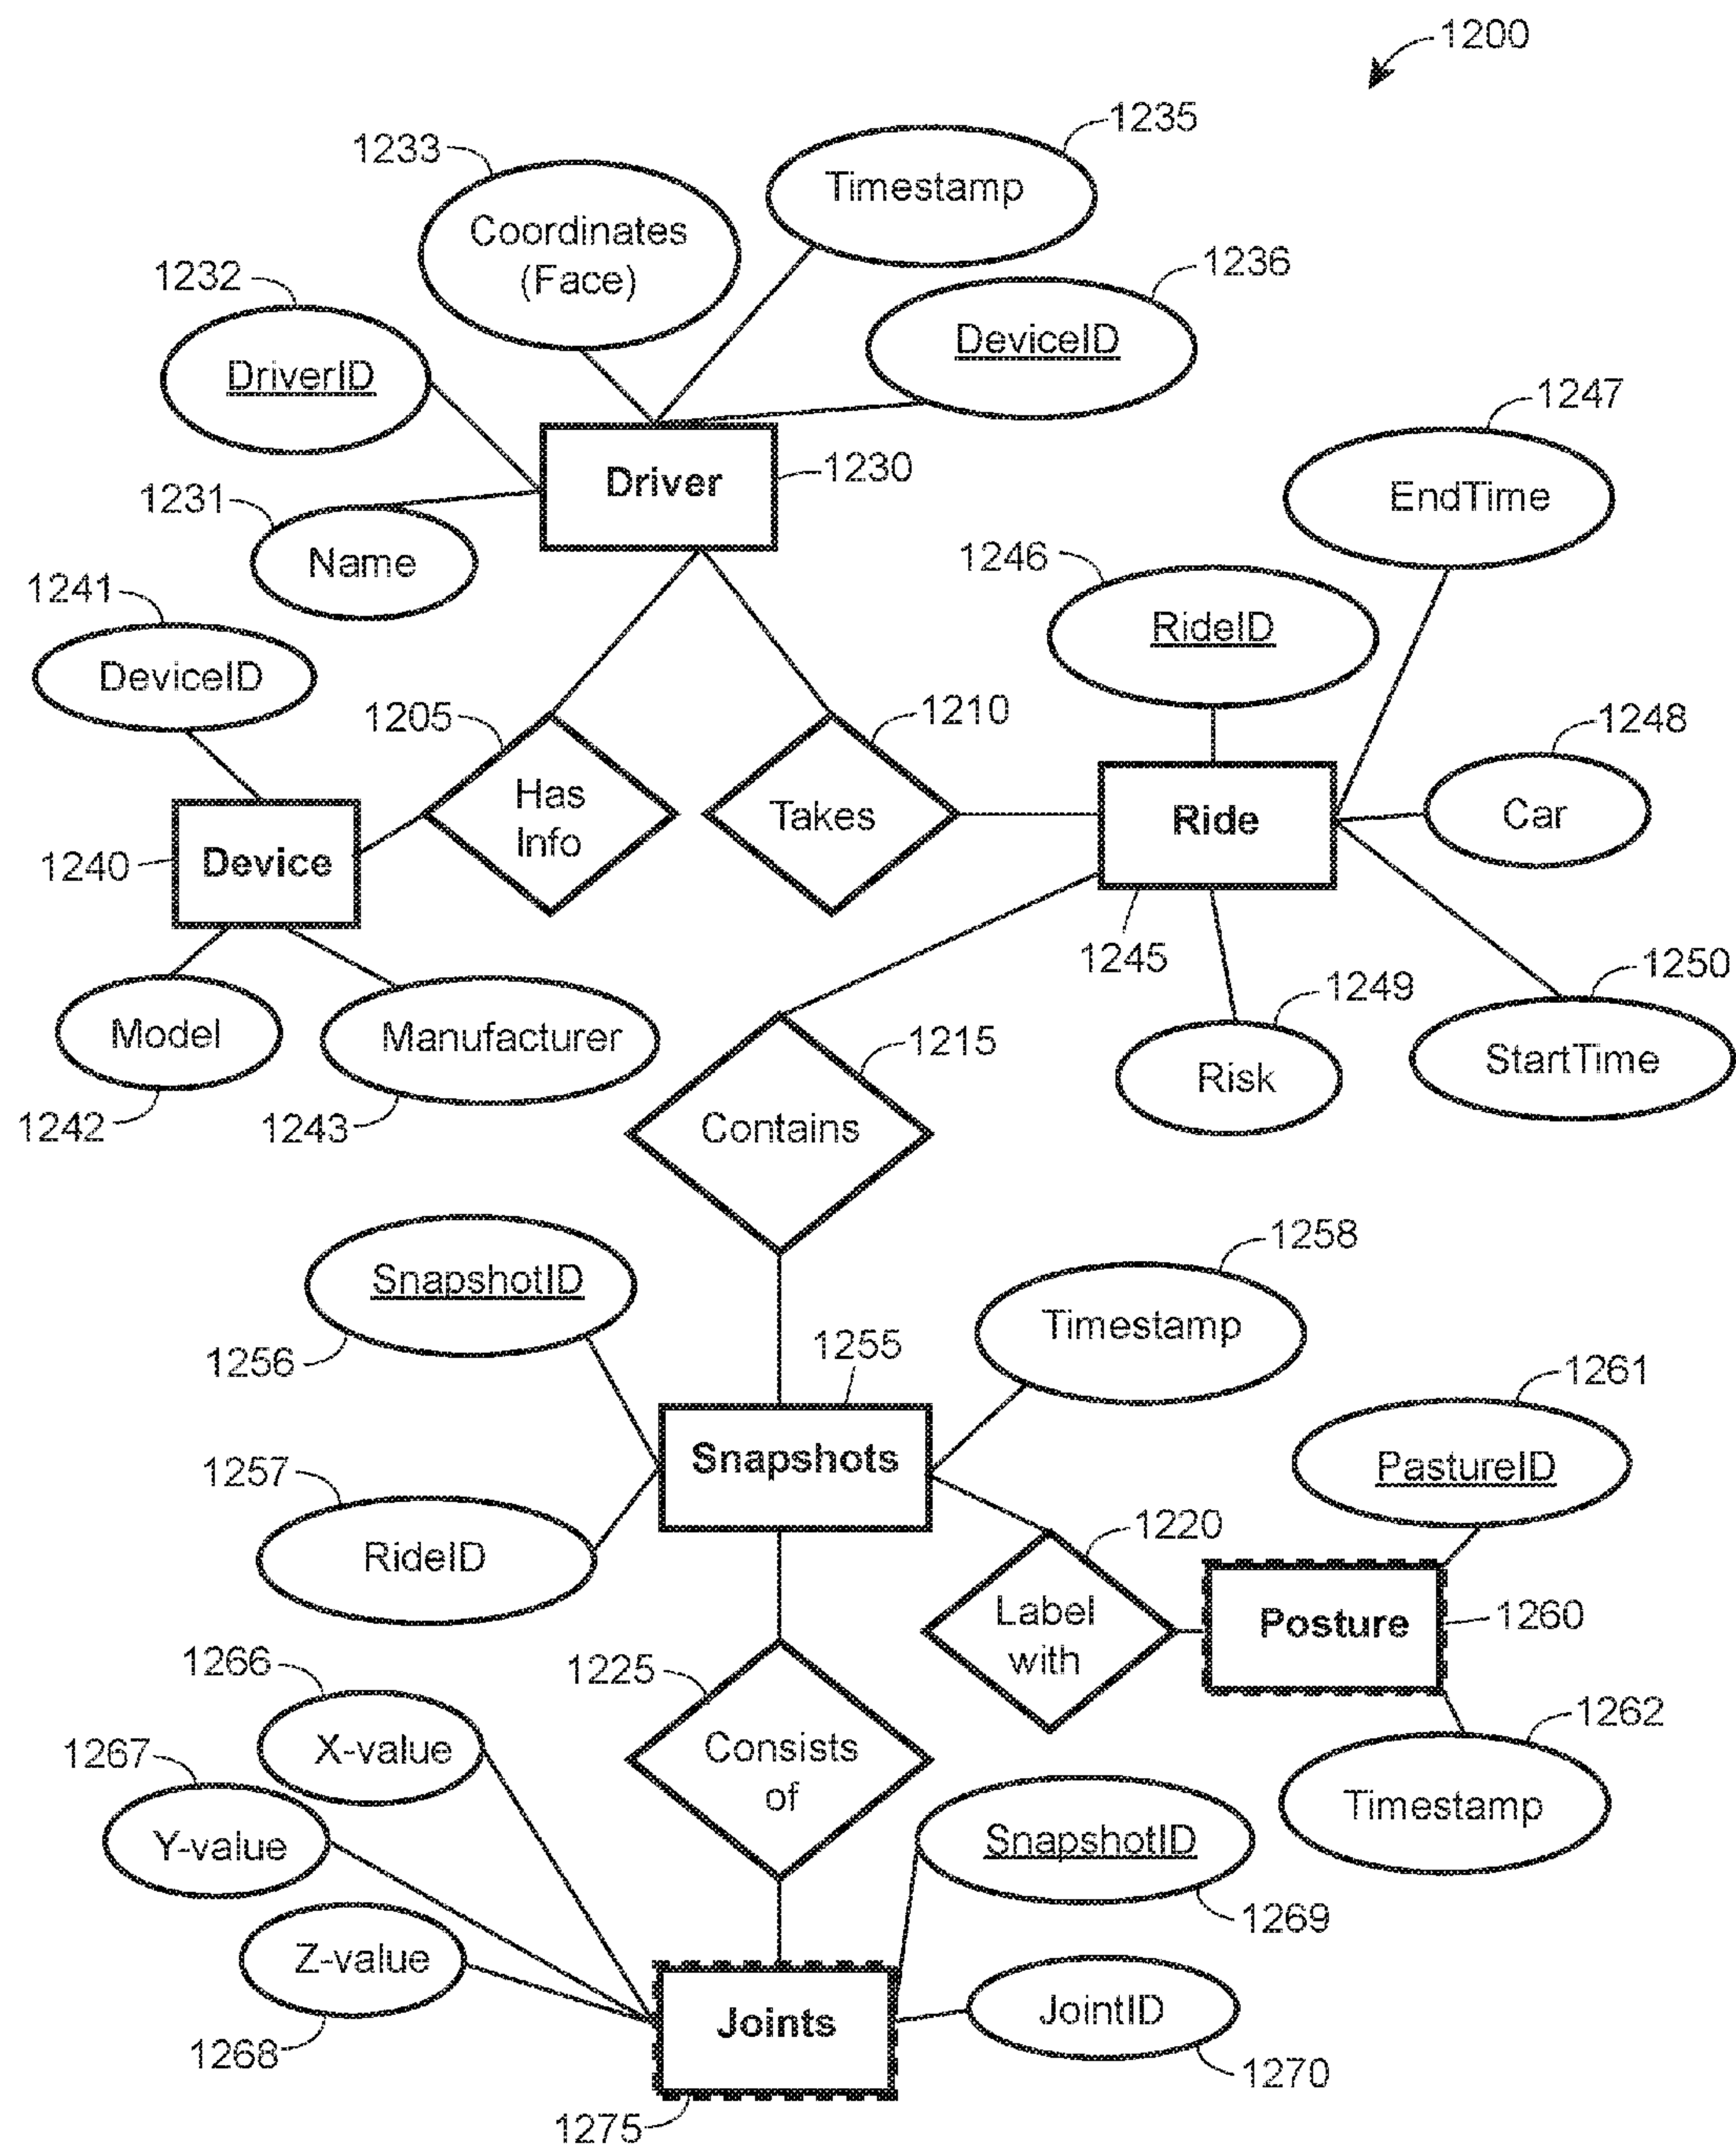 1200
1235
1233
Timestamp
Coordinates
(Face)
1236
1232
DeviceID
DriverID
1247
1230
Driver
EndTime
1231
1246
Name
1241
RideID
DeviceID
1205
1210
1248
Has
Info
Takes
Ride
Car
1240
Device
1245
1250
1249
Model
Manufacturer
1215
StartTime
Risk
1242
1243
Contains
1258
SnapshotID
Timestamp
1255
1256
1261
Snapshots
PastureID
1257
1220
RideID
Label
with
Posture
1260
1225
1266
1262
X-value
Consists
of
1267
Timestamp
Y-value
SnapshotID
1269
Z-value
JointID
Joints
1268
1270
1275